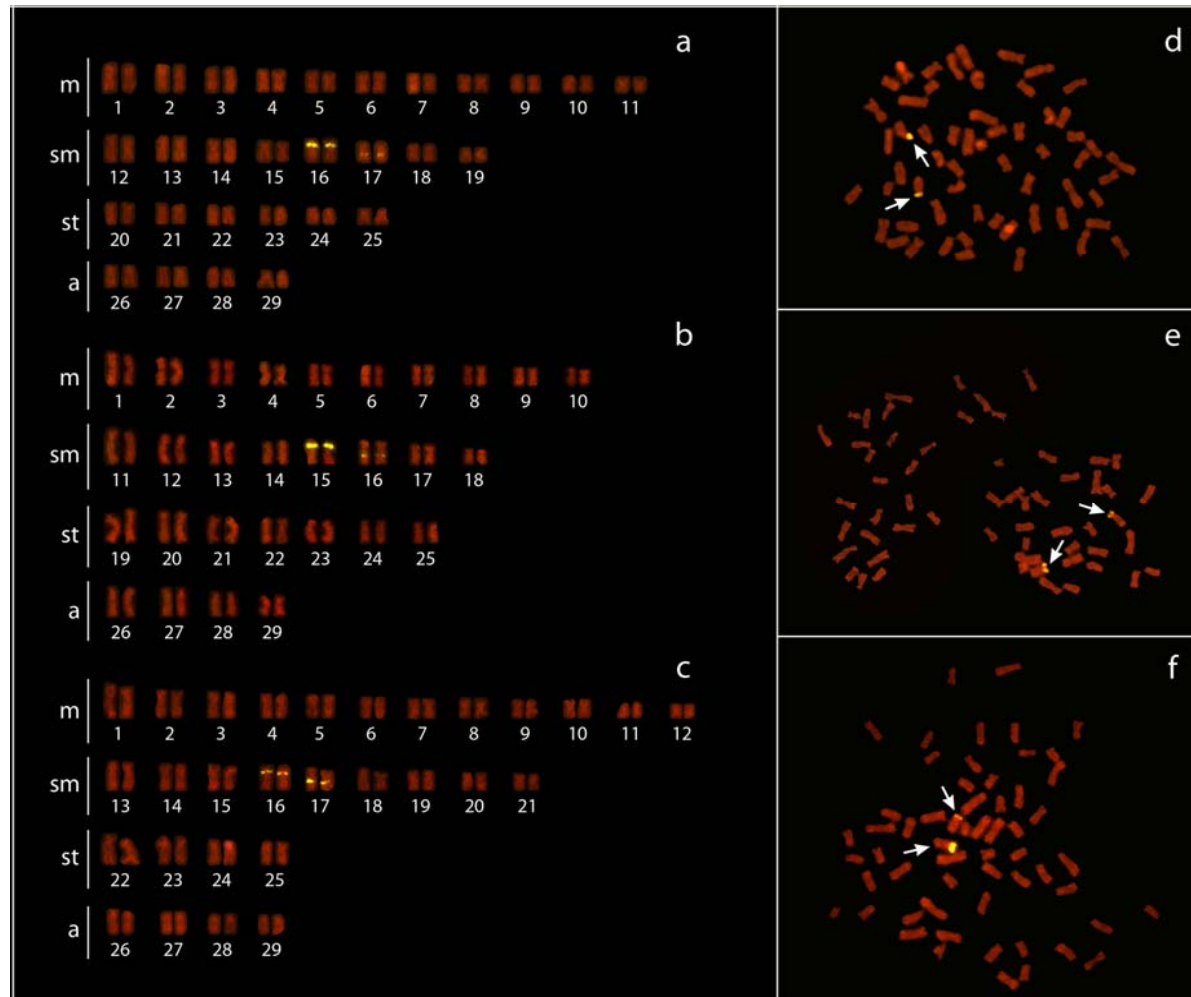 a
m
1 2 3 4 5 6 7 8 9 10 11
sm
12 13 14 15 16 17 18 19
st
20 21 22 23 24 25
a
26 27 28 29
b
m
1 2 3 4 5 6 7 8 9 10
sm
11 12 13 14 15 16 17 18
st
19 20 21 22 23 24 25
a
26 27 28 29
c
m
1 2 3 4 5 6 7 8 9 10 11 12
sm
13 14 15 16 17 18 19 20 21
st
22 23 24 25
a
26 27 28 29
d
e
f